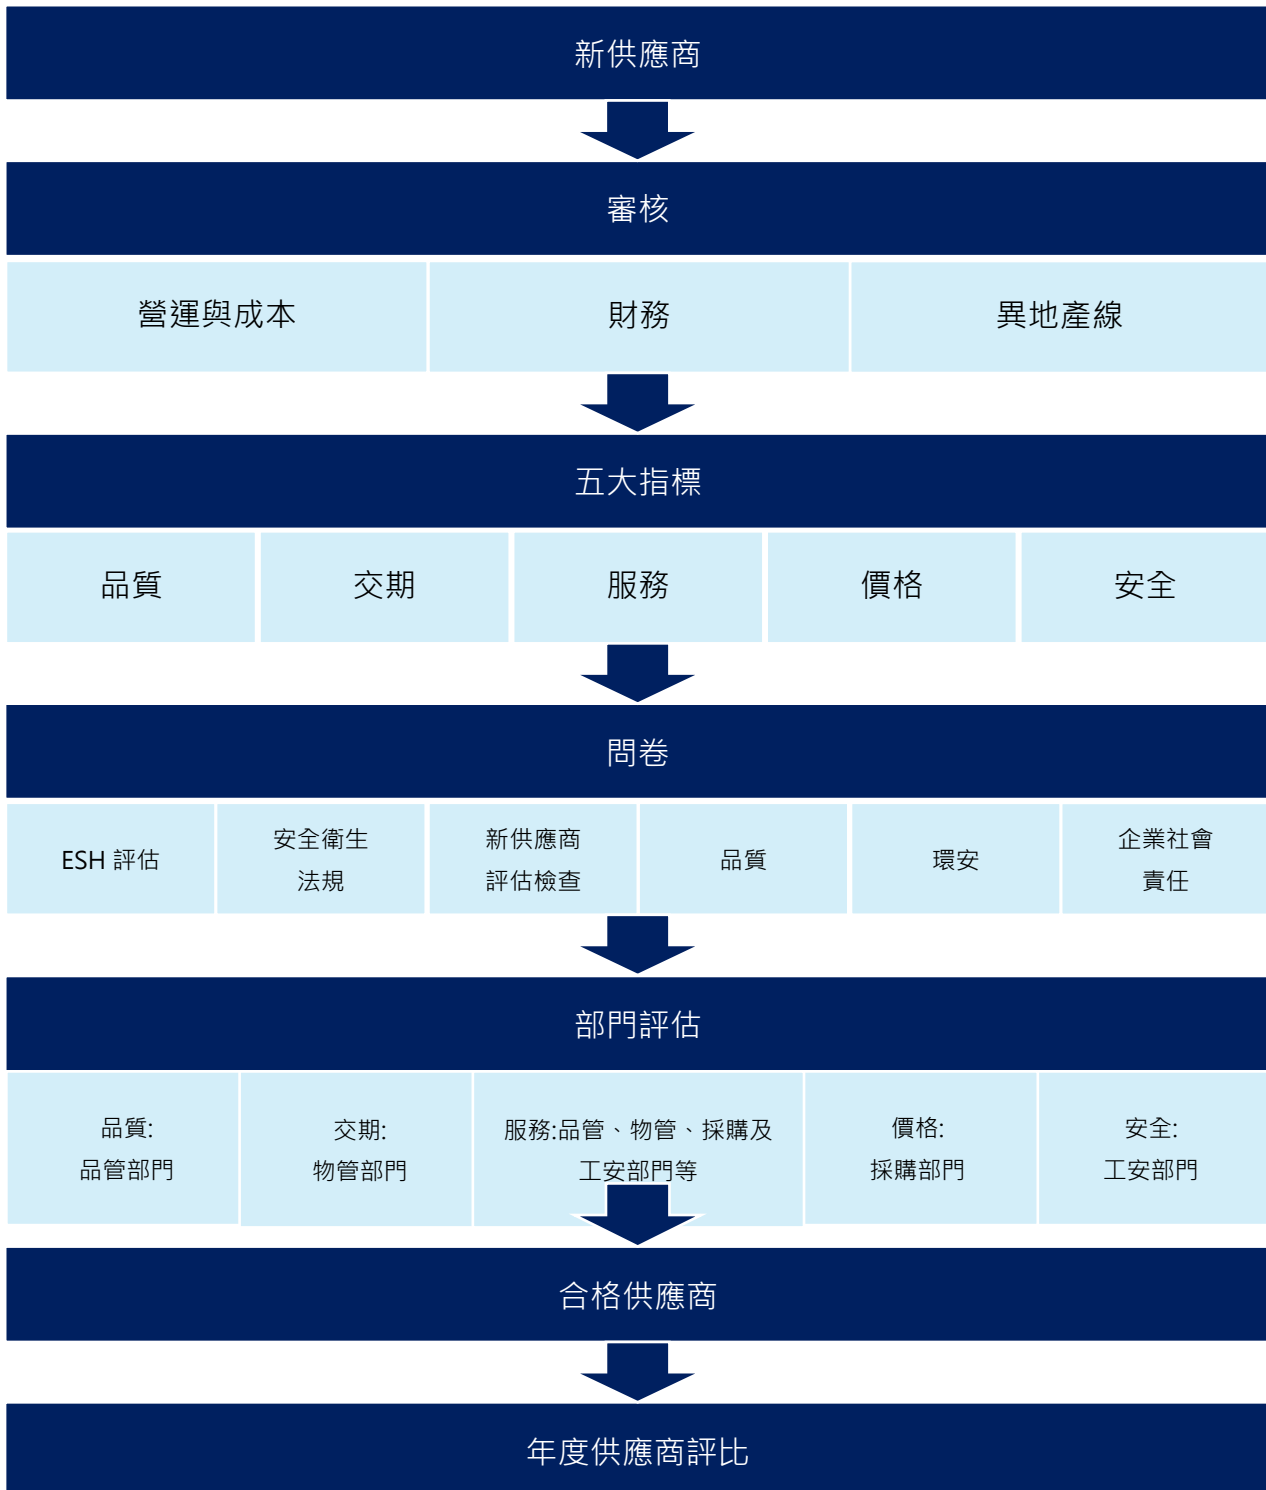 新供應商
審核
營運與成本
財務
異地產線
五大指標
品質
交期
服務
價格
安全
問卷
ESH 評估
安全衛生
法規
新供應商
評估檢查
品質
環安
企業社會
責任
部門評估
品質:
品管部門
交期:
物管部門
服務:品管、物管、採購及
工安部門等
價格:
採購部門
安全:
工安部門
合格供應商
年度供應商評比